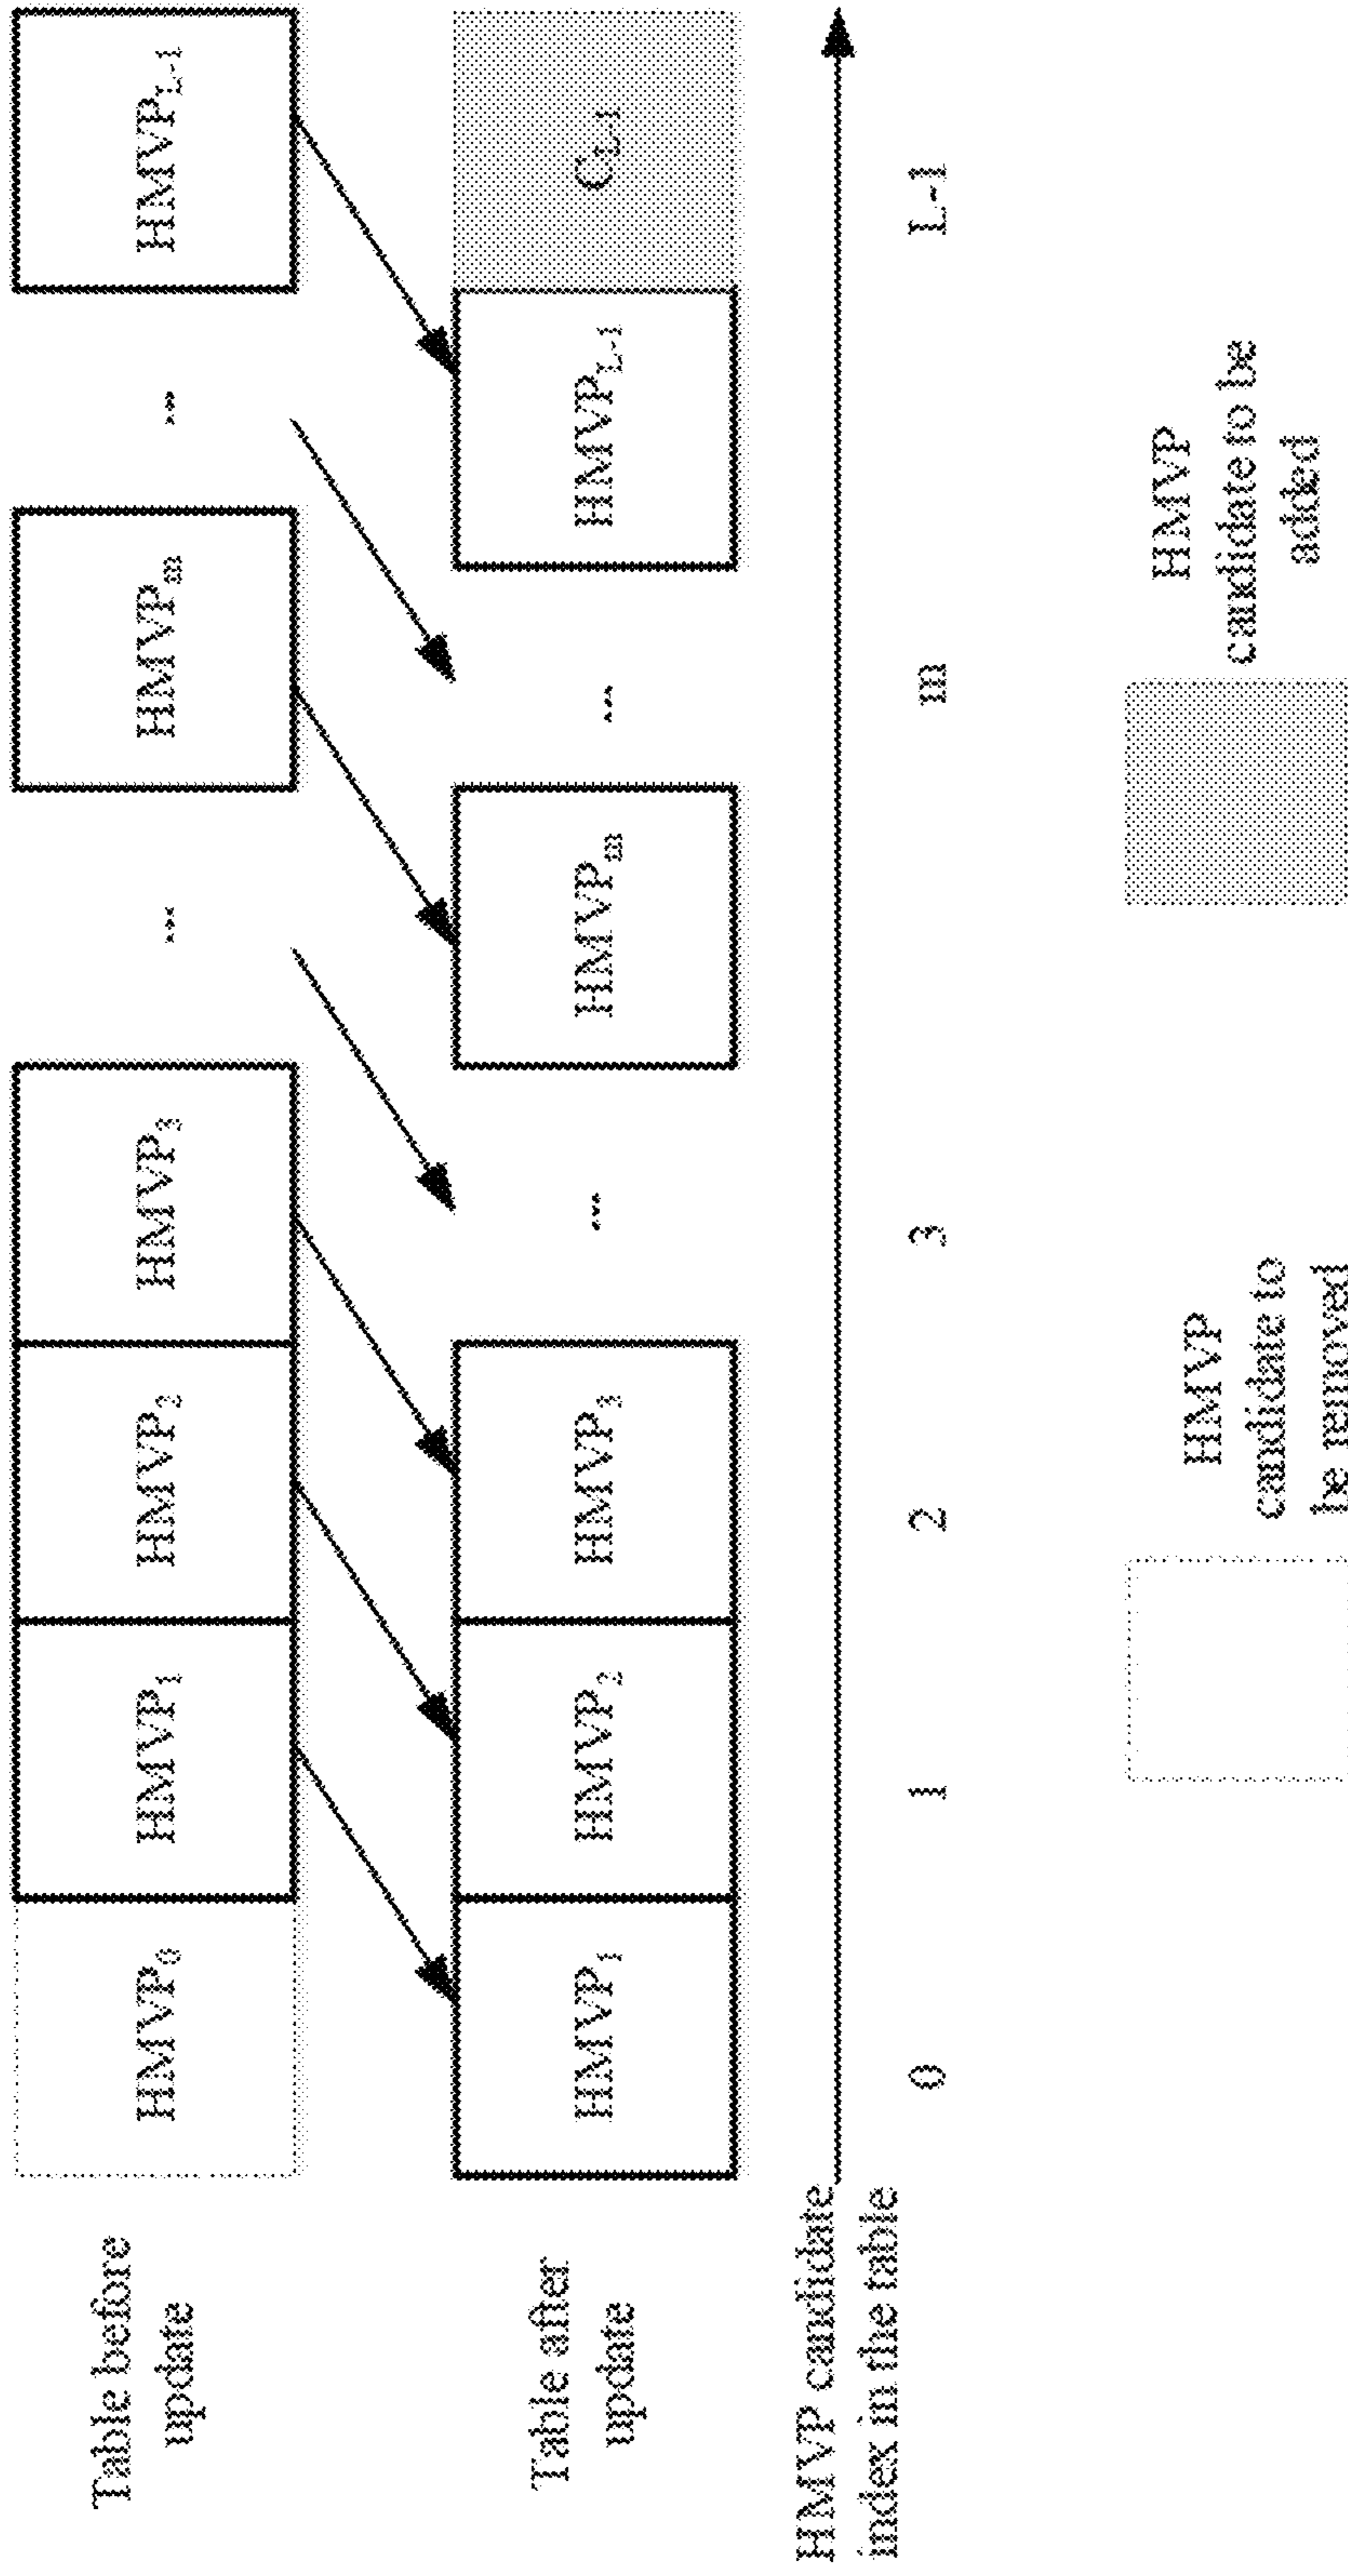 Table before
update
HMVP0
HMVP1
HMVP2
HMVP3
...
HMVPm
...
HMVPL-1
Table after
update
HMVP1
HMVP2
HMVP3
...
HMVPm
...
HMVPL-1
CL-1
HMVP candidate
index in the table
0
1
2
3
m
L-1
HMVP
candidate to
be removed
HMVP
candidate to be
added